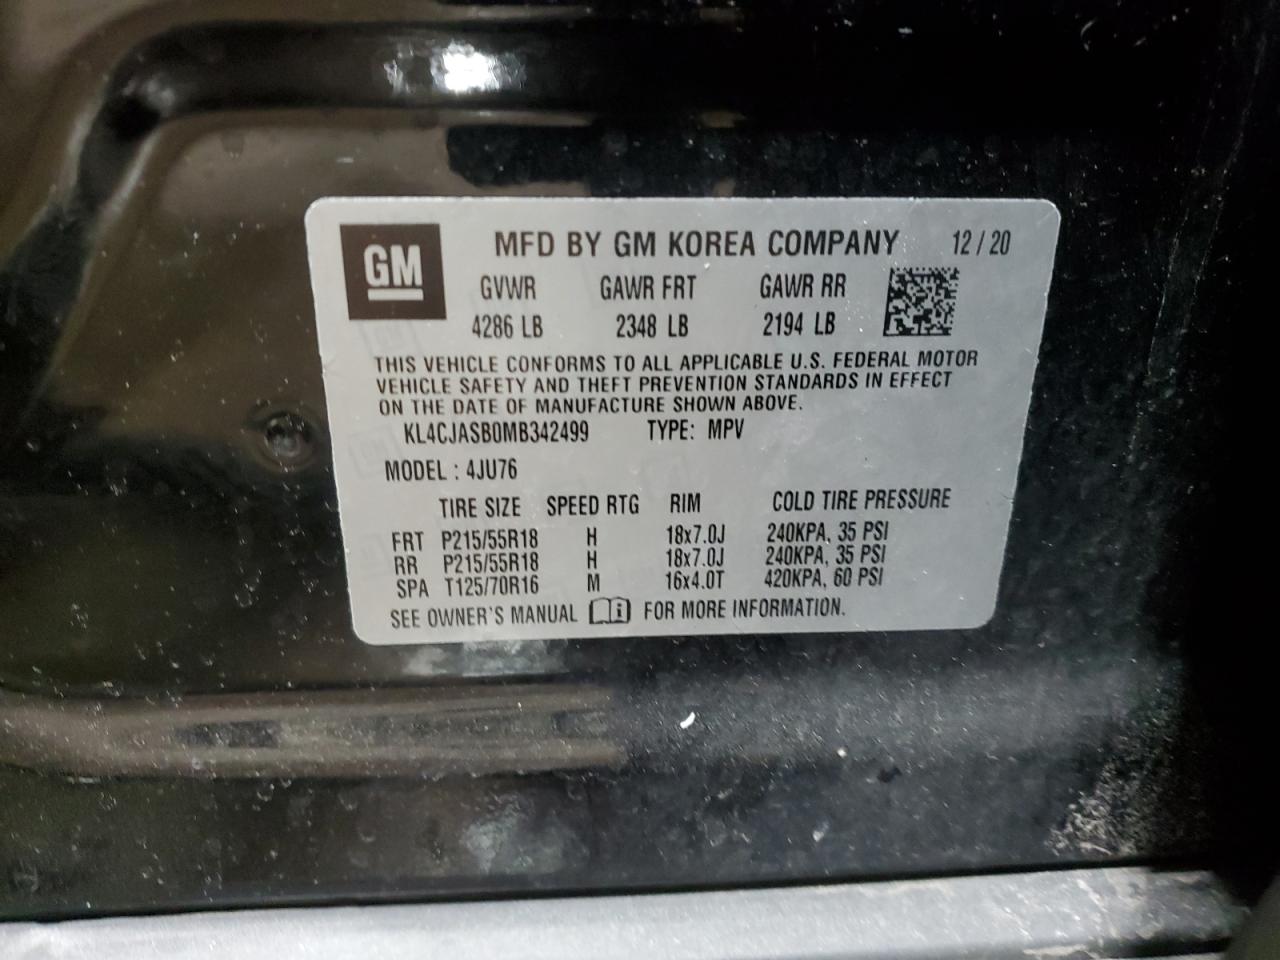 GM
MFD BY GM KOREA COMPANY 12/20
GVWR GAWR FRT GAWR RR
4286 LB 2348 LB 2194 LB
THIS VEHICLE CONFORMS TO ALL APPLICABLE U.S. FEDERAL MOTOR
VEHICLE SAFETY AND THEFT PREVENTION STANDARDS IN EFFECT
ON THE DATE OF MANUFACTURE SHOWN ABOVE.
KL4CJASB0MB342499 TYPE: MPV
MODEL : 4JU76
TIRE SIZE SPEED RTG RIM COLD TIRE PRESSURE
FRT P215/55R18 H 18x7.0J 240KPA, 35 PSI
RR P215/55R18 H 18x7.0J 240KPA, 35 PSI
SPA T125/70R16 M 16x4.0T 420KPA, 60 PSI
SEE OWNER'S MANUAL FOR MORE INFORMATION.